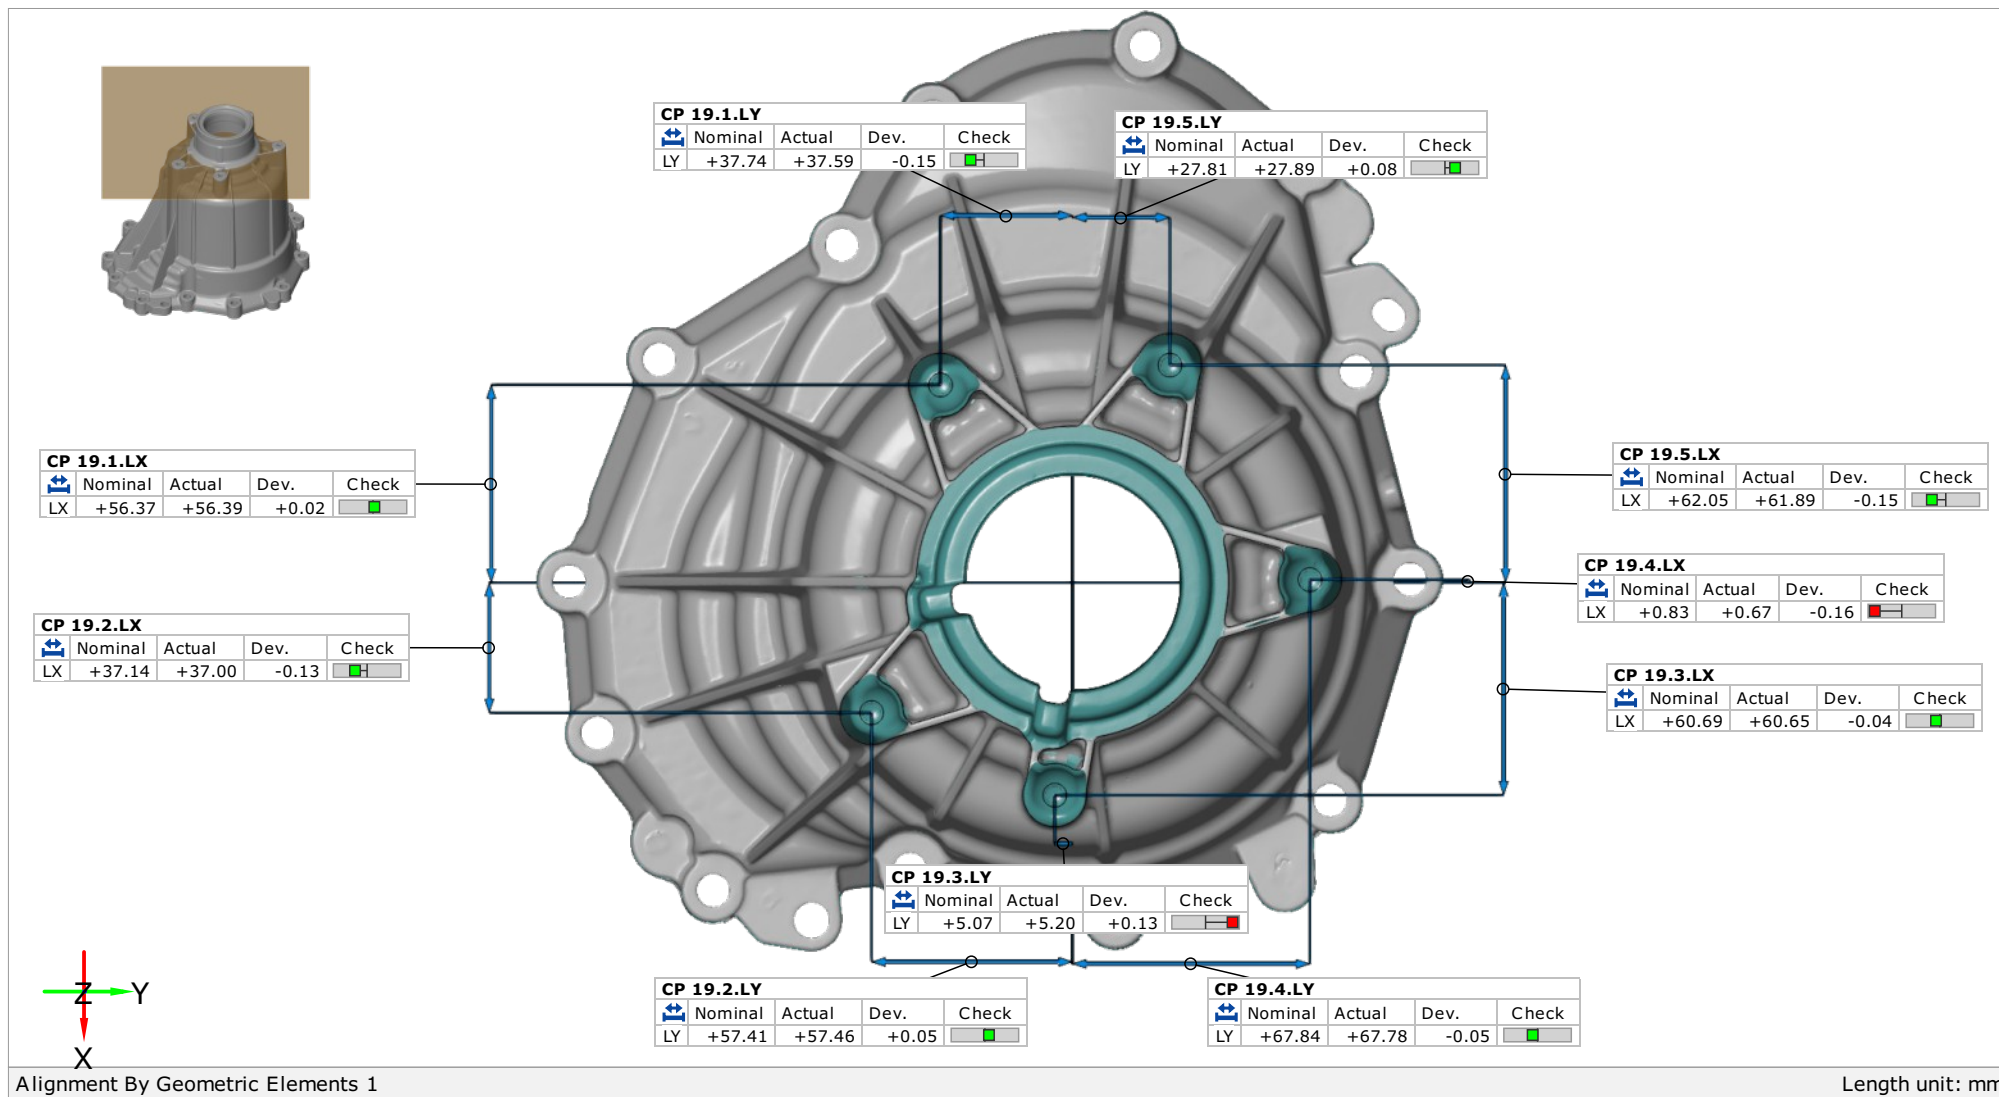 CP 19.1.LY
Nominal Actual Dev. Check
LY +37.74 +37.59 -0.15
CP 19.5.LY
Nominal Actual Dev. Check
LY +27.81 +27.89 +0.08
CP 19.1.LX
Nominal Actual Dev. Check
LX +56.37 +56.39 +0.02
CP 19.5.LX
Nominal Actual Dev. Check
LX +62.05 +61.89 -0.15
CP 19.4.LX
Nominal Actual Dev. Check
LX +0.83 +0.67 -0.16
CP 19.2.LX
Nominal Actual Dev. Check
LX +37.14 +37.00 -0.13
CP 19.3.LX
Nominal Actual Dev. Check
LX +60.69 +60.65 -0.04
CP 19.3.LY
Nominal Actual Dev. Check
LY +5.07 +5.20 +0.13
CP 19.2.LY
Nominal Actual Dev. Check
LY +57.41 +57.46 +0.05
CP 19.4.LY
Nominal Actual Dev. Check
LY +67.84 +67.78 -0.05
Z Y
X
Alignment By Geometric Elements 1
Length unit: mm